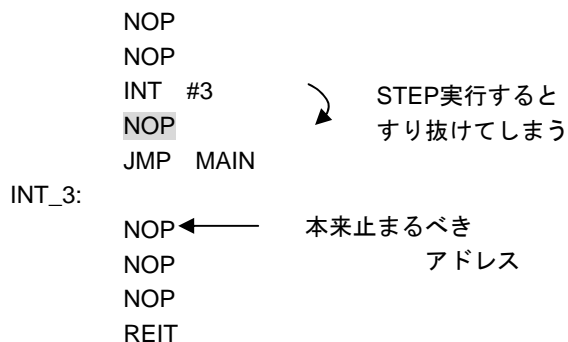 NOP
NOP
INT #3
STEP実行すると
NOP
すり抜けてしまう
JMP MAIN
INT_3:
NOP
本来止まるべき
NOP
アドレス
NOP
REIT